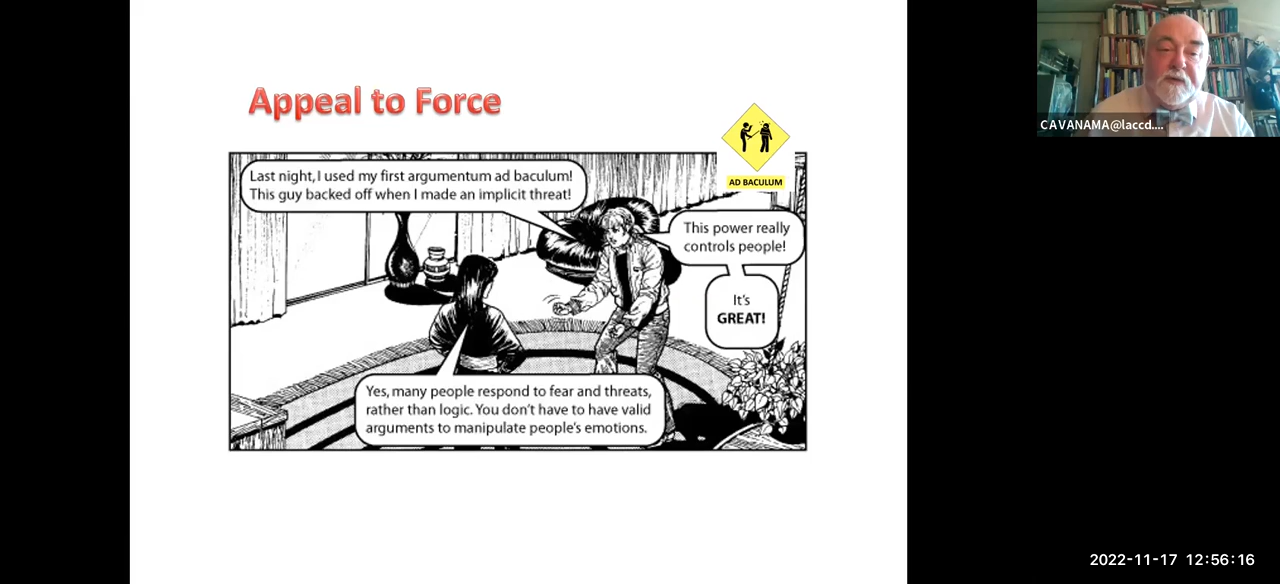 Appeal to Force
AD BACULUM
Last night, I used my first argumentum ad baculum!
This guy backed off when I made an implicit threat!
This power really
controls people!
It's
GREAT!
Yes, many people respond to fear and threats,
rather than logic. You don't have to have valid
arguments to manipulate people's emotions.
CAVANAMA@laccd....
2022-11-17 12:56:16